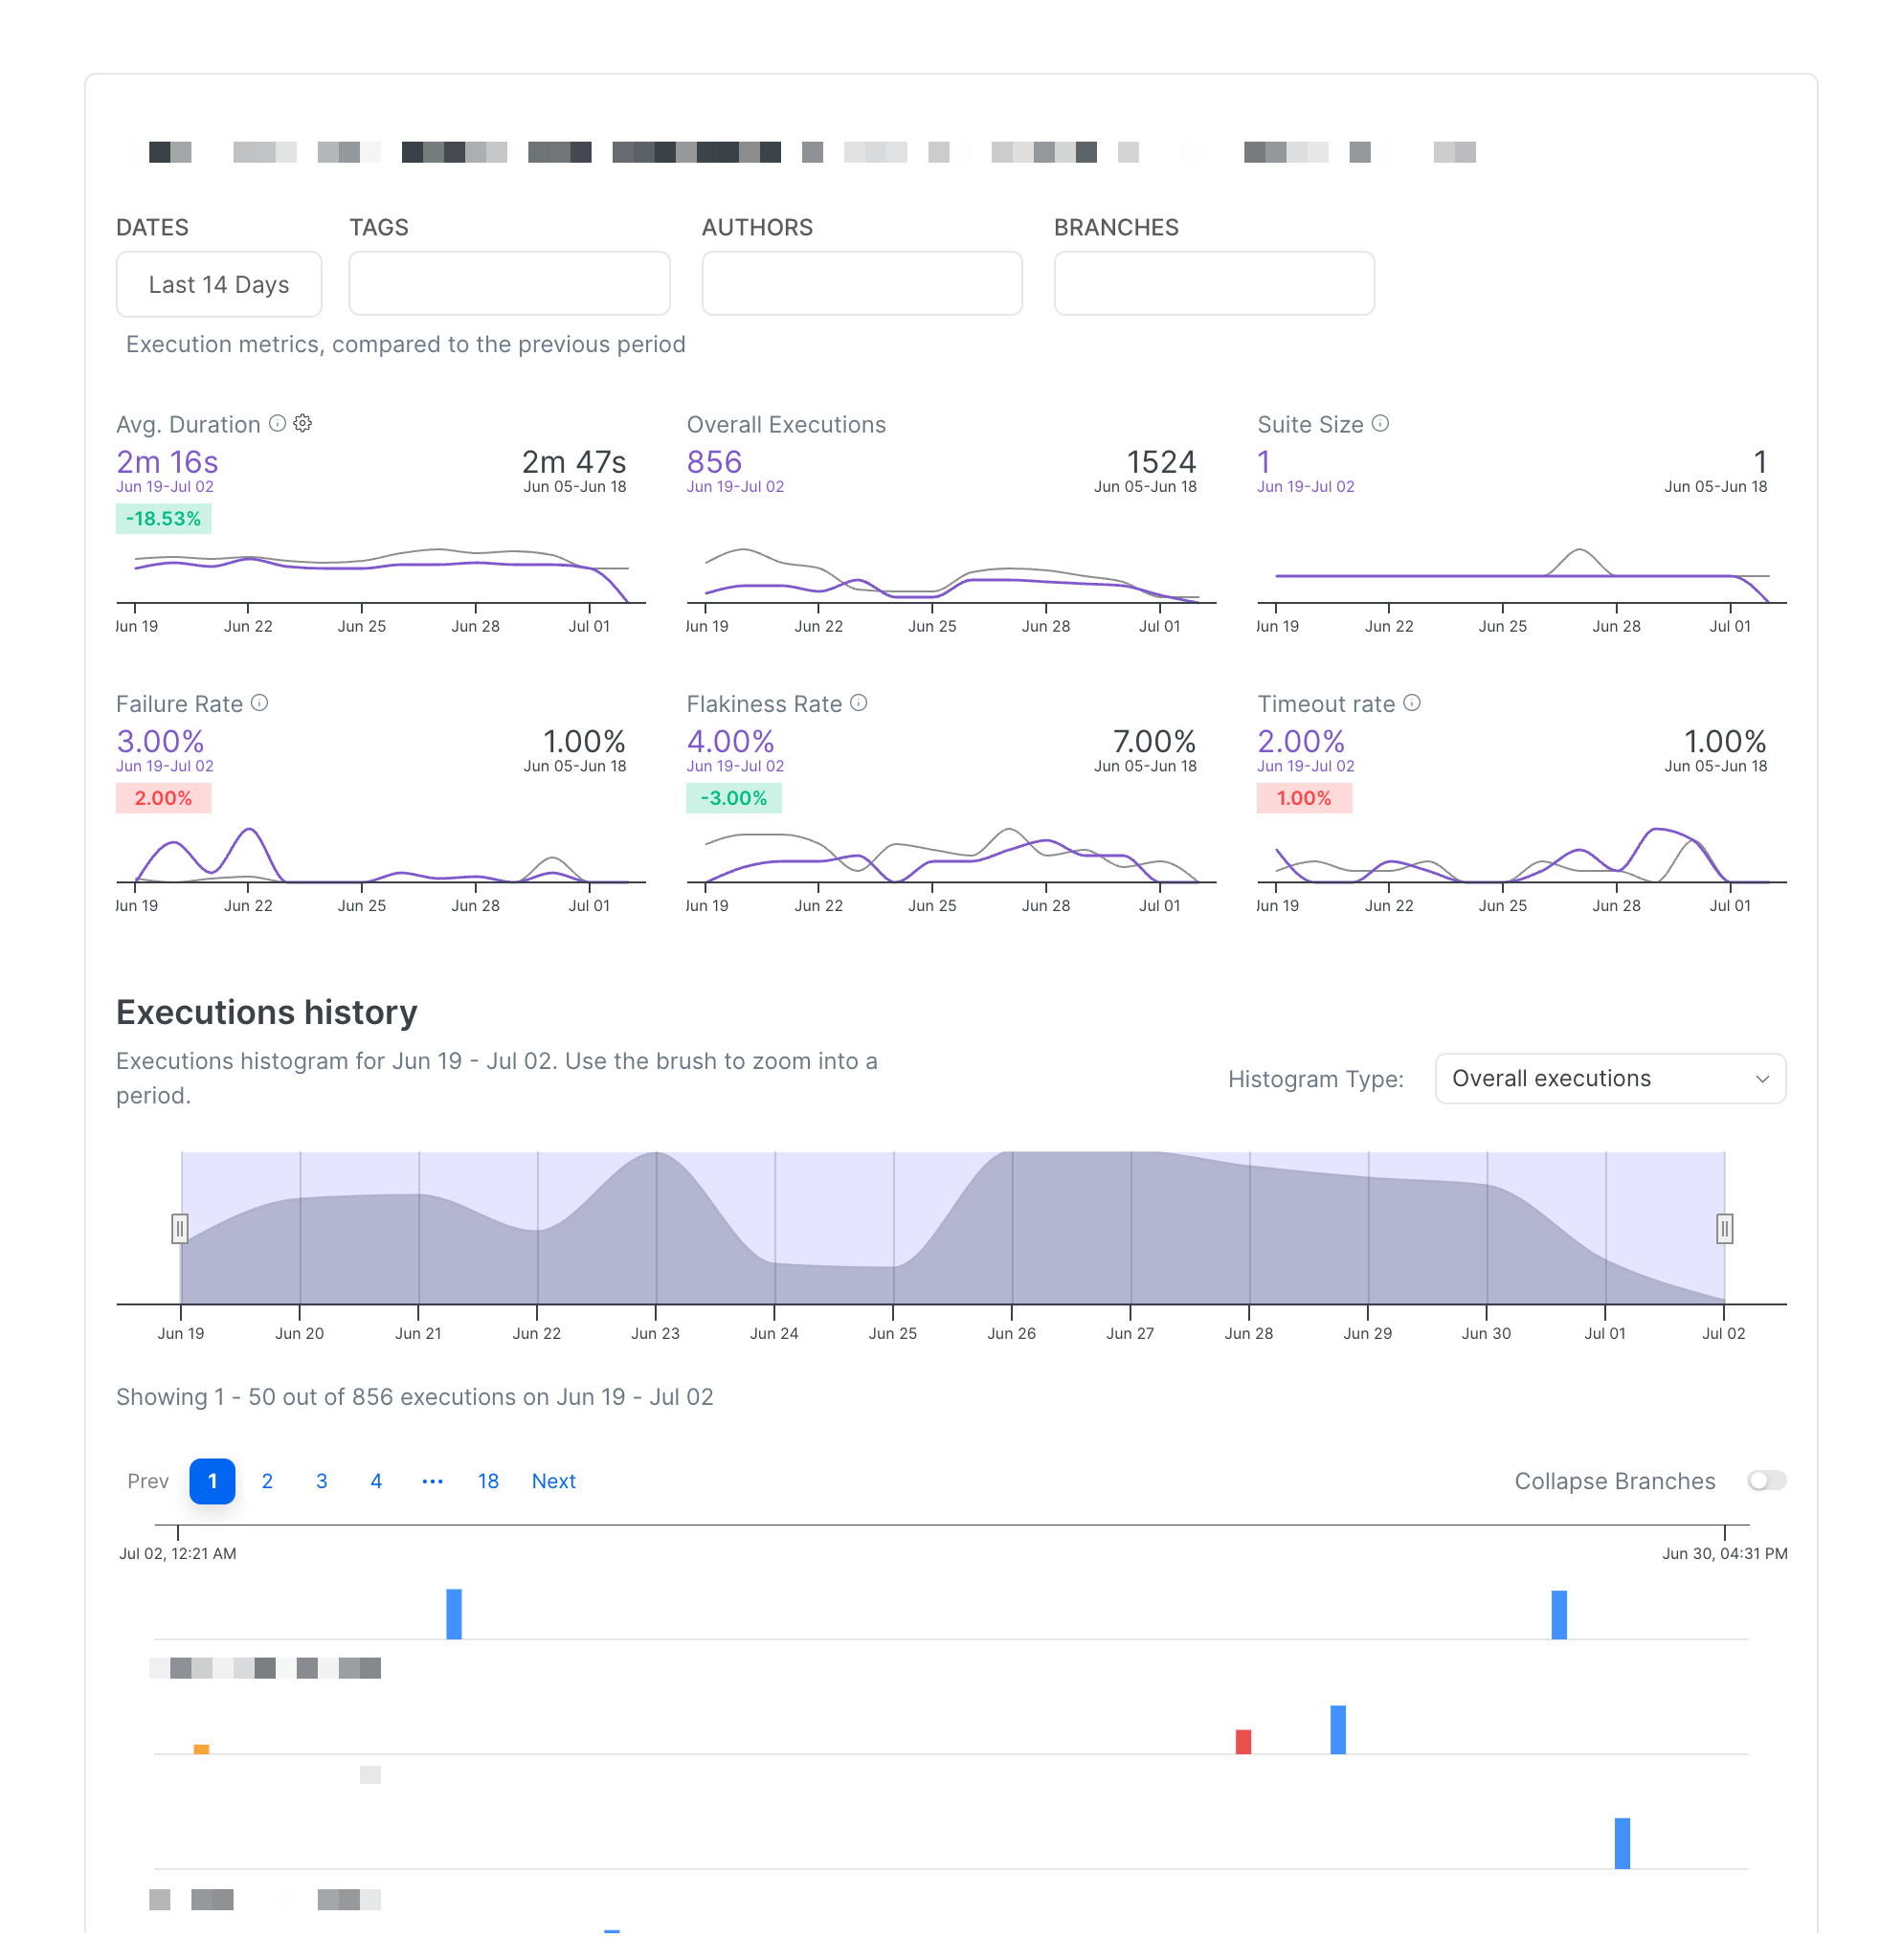 DATES TAGS AUTHORS BRANCHES
Last 14 Days
Execution metrics, compared to the previous period
Avg. Duration
2m 16s 2m 47s
Jun 19-Jul 02 Jun 05-Jun 18
-18.53%
Jun 19 Jun 22 Jun 25 Jun 28 Jul 01
Overall Executions
856 1524
Jun 19-Jul 02 Jun 05-Jun 18
Jun 19 Jun 22 Jun 25 Jun 28 Jul 01
Suite Size
1 1
Jun 19-Jul 02 Jun 05-Jun 18
Jun 19 Jun 22 Jun 25 Jun 28 Jul 01
Failure Rate
3.00% 1.00%
Jun 19-Jul 02 Jun 05-Jun 18
2.00%
Jun 19 Jun 22 Jun 25 Jun 28 Jul 01
Flakiness Rate
4.00% 7.00%
Jun 19-Jul 02 Jun 05-Jun 18
-3.00%
Jun 19 Jun 22 Jun 25 Jun 28 Jul 01
Timeout rate
2.00% 1.00%
Jun 19-Jul 02 Jun 05-Jun 18
1.00%
Jun 19 Jun 22 Jun 25 Jun 28 Jul 01
Executions history
Executions histogram for Jun 19 - Jul 02. Use the brush to zoom into a
period.
Histogram Type: Overall executions
Jun 19 Jun 20 Jun 21 Jun 22 Jun 23 Jun 24 Jun 25 Jun 26 Jun 27 Jun 28 Jun 29 Jun 30 Jul 01 Jul 02
Showing 1 - 50 out of 856 executions on Jun 19 - Jul 02
Prev 1 2 3 4 ••• 18 Next Collapse Branches
Jul 02, 12:21 AM Jun 30, 04:31 PM